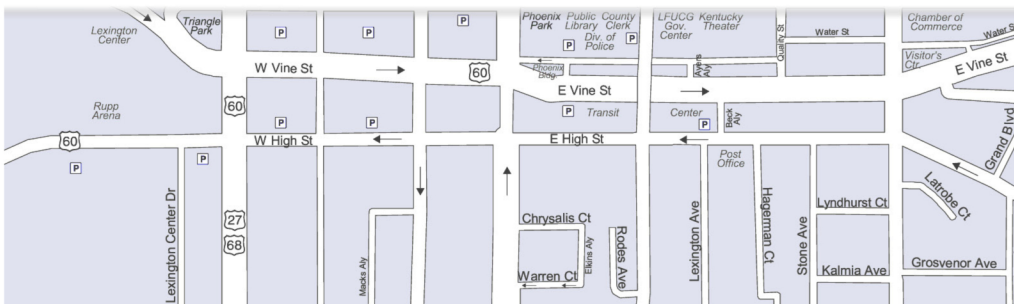 Lexington
Center
Triangle
Park
P
P
P
Phoenix
Park
Public
Library
County
Clerk
Div. of
Police
P
P
LFUCG
Gov.
Center
Kentucky
Theater
Quality St
Water St
Chamber of
Commerce
Water St
Visitor's
Ctr
W Vine St
60
Phoenix
Bldg.
Ayers
Aly
E Vine St
E Vine St
Rupp
Arena
60
P
P
P
Transit
Center
P
Beck
Aly
60
W High St
E High St
P
P
Post
Office
Grand Blvd
Lexington Center Dr
27
68
Macks Aly
Chrysalis Ct
Elkins Aly
Warren Ct
Rodes Ave
Lexington Ave
Hagerman Ct
Stone Ave
Lyndhurst Ct
Kalmia Ave
Latrobe Ct
Grosvenor Ave